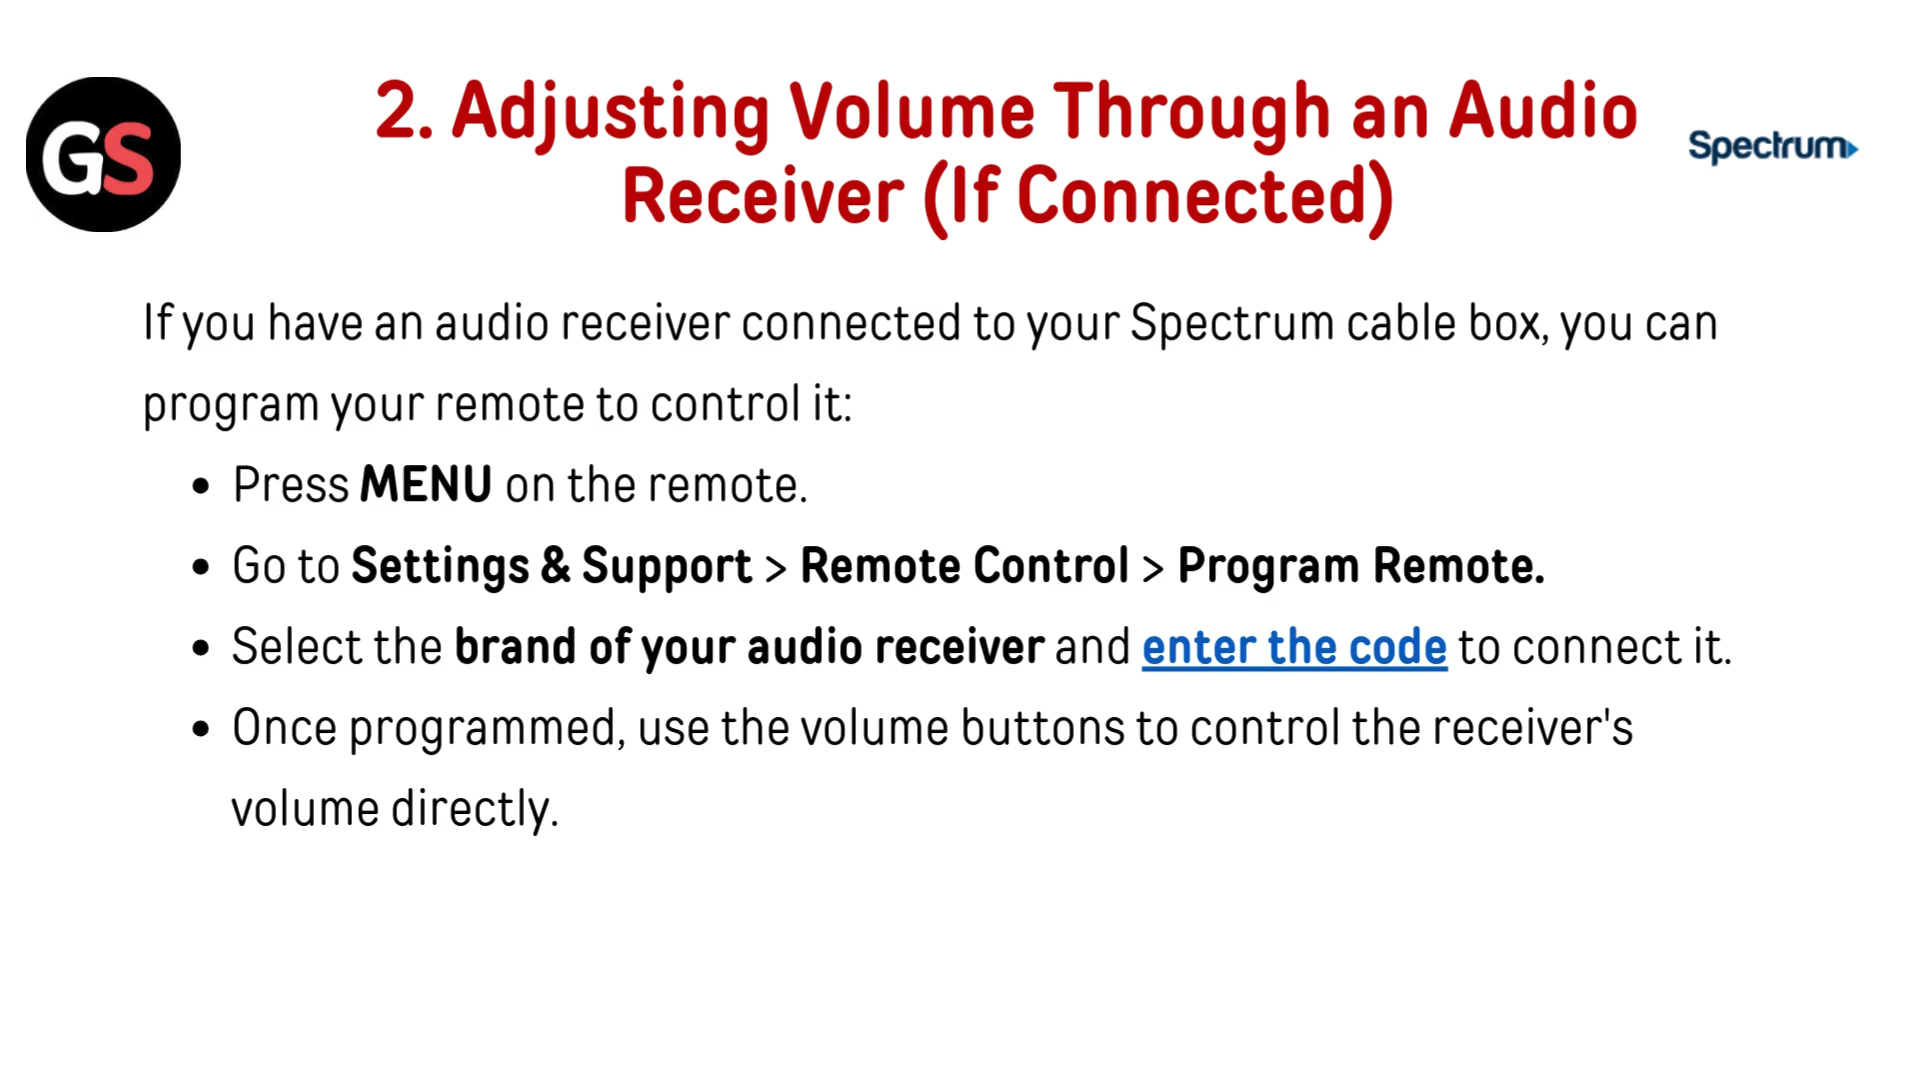 GS
2. Adjusting Volume Through an Audio
Receiver (If Connected)
Spectrum
If you have an audio receiver connected to your Spectrum cable box, you can
program your remote to control it:
• Press MENU on the remote.
• Go to Settings & Support > Remote Control > Program Remote.
• Select the brand of your audio receiver and enter the code to connect it.
• Once programmed, use the volume buttons to control the receiver's
volume directly.